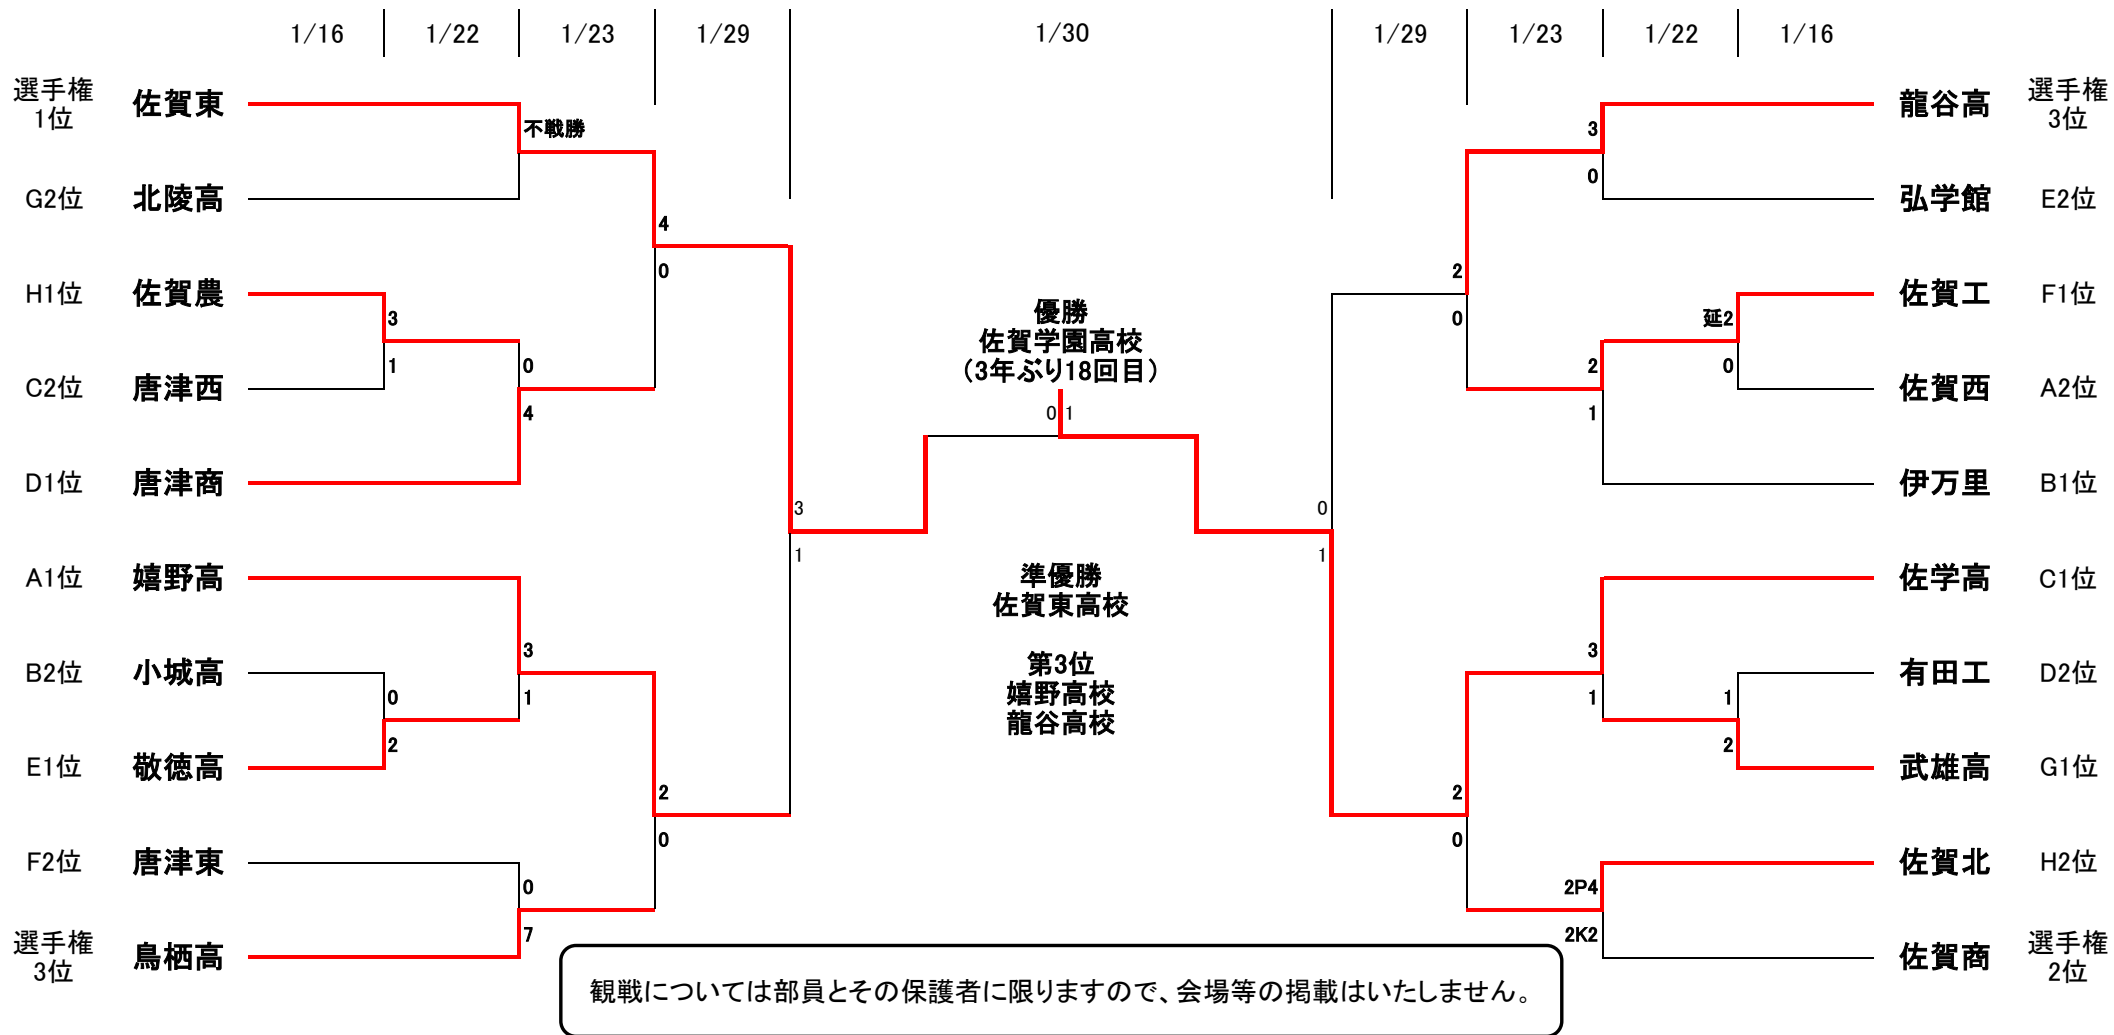 1/16 1/22 1/23 1/29 1/30 1/29 1/23 1/22 1/16
選手権
1位
佐賀東
不戦勝
G2位 北陵高
4
0
H1位 佐賀農
3
1
C2位 唐津西
0
4
D1位 唐津商
3
1
A1位 嬉野高
3
1
B2位 小城高
0
2
E1位 敬徳高
2
0
F2位 唐津東
0
7
選手権
3位
鳥栖高
優勝
佐賀学園高校
(3年ぶり18回目)
0 1
準優勝
佐賀東高校
第3位
嬉野高校
龍谷高校
龍谷高
選手権
3位
3
0
弘学館 E2位
2
0
佐賀工 F1位
延2
0
佐賀西 A2位
2
1
伊万里 B1位
0
1
佐学高 C1位
3
1
有田工 D2位
1
2
武雄高 G1位
2
0
佐賀北 H2位
2P4
2K2
佐賀商
選手権
2位
観戦については部員とその保護者に限りますので、会場等の掲載はいたしません。